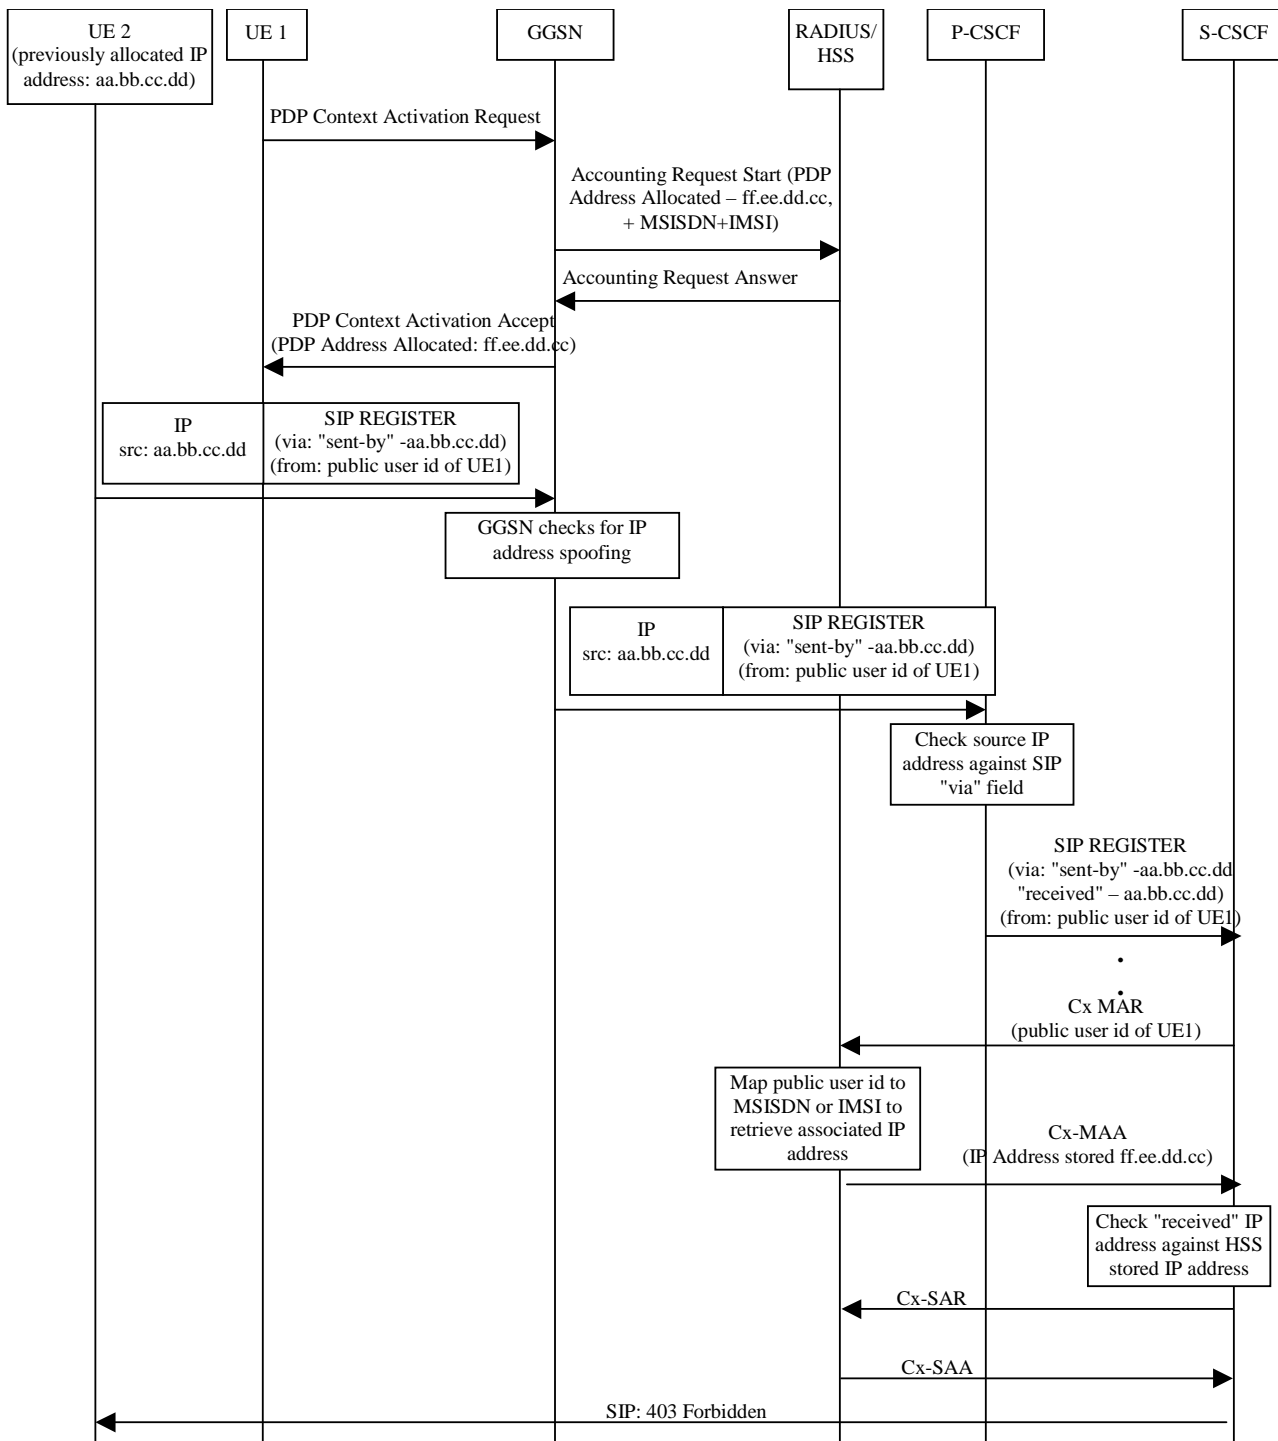 UE 2
(previously allocated IP
address: aa.bb.cc.dd)
UE 1
GGSN
RADIUS/
HSS
P-CSCF
S-CSCF
PDP Context Activation Request
Accounting Request Start (PDP
Address Allocated – ff.ee.dd.cc,
+ MSISDN+IMSI)
Accounting Request Answer
PDP Context Activation Accept
(PDP Address Allocated: ff.ee.dd.cc)
IP
src: aa.bb.cc.dd
SIP REGISTER
(via: "sent-by" -aa.bb.cc.dd)
(from: public user id of UE1)
GGSN checks for IP
address spoofing
IP
src: aa.bb.cc.dd
SIP REGISTER
(via: "sent-by" -aa.bb.cc.dd)
(from: public user id of UE1)
Check source IP
address against SIP
"via" field
SIP REGISTER
(via: "sent-by" -aa.bb.cc.dd
"received" – aa.bb.cc.dd)
(from: public user id of UE1)
.
.
Cx MAR
(public user id of UE1)
Map public user id to
MSISDN or IMSI to
retrieve associated IP
address
Cx-MAA
(IP Address stored ff.ee.dd.cc)
Check "received" IP
address against HSS
stored IP address
Cx-SAR
Cx-SAA
SIP: 403 Forbidden